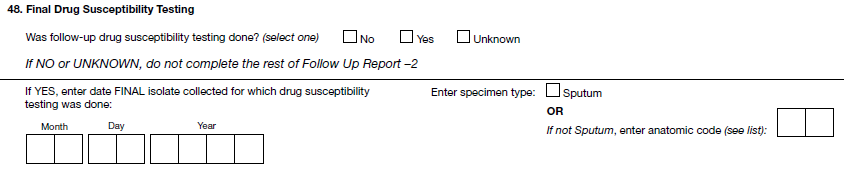 48. Final Drug Susceptibility Testing
Was follow-up drug susceptibility testing done? (select one) No Yes Unknown
If NO or UNKNOWN, do not complete the rest of Follow Up Report –2
If YES, enter date FINAL isolate collected for which drug susceptibility
testing was done:
Month Day Year
Enter specimen type: Sputum
OR
If not Sputum, enter anatomic code (see list):